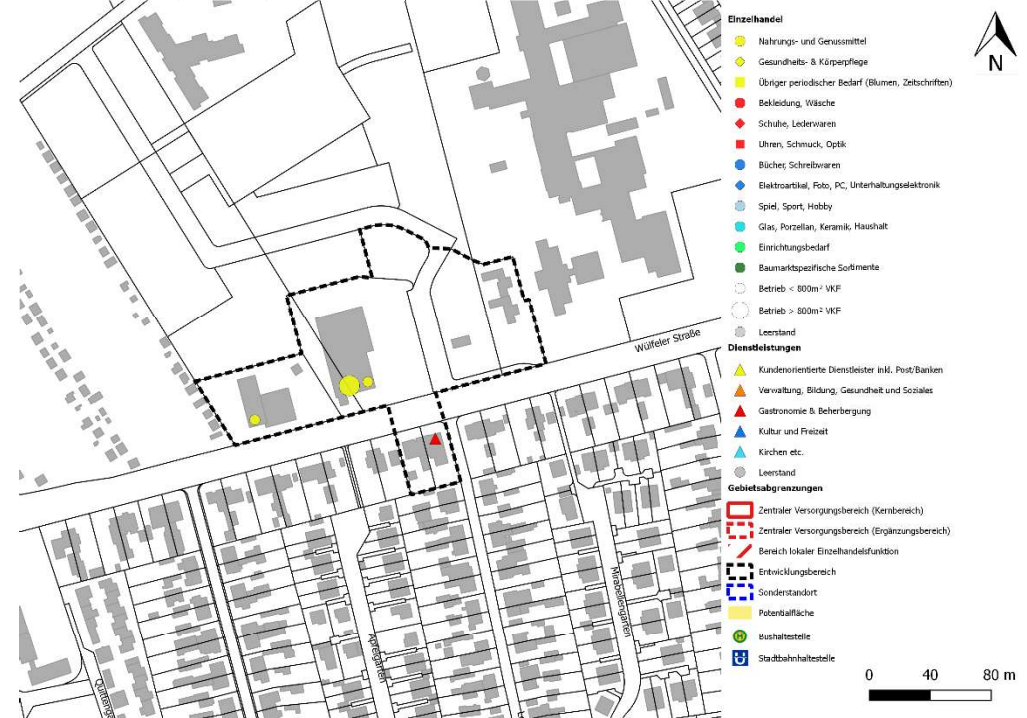 Einzelhandel
Nahrungs- und Genussmittel
Gesundheits- & Körperpflege
Übriger periodischer Bedarf (Blumen, Zeitschriften)
Bekleidung, Wäsche
Schuhe, Lederwaren
Uhren, Schmuck, Optik
Bücher, Schreibwaren
Elektroartikel, Foto, PC, Unterhaltungselektronik
Spiel, Sport, Hobby
Glas, Porzellan, Keramik, Haushalt
Einrichtungsbedarf
Baumarktspezifische Sortimente
Betrieb < 800m² VKF
Betrieb > 800m² VKF
Leerstand
Dienstleistungen
Kundenorientierte Dienstleister inkl. Post/Banken
Verwaltung, Bildung, Gesundheit und Soziales
Gastronomie & Beherbergung
Kultur und Freizeit
Kirchen etc.
Leerstand
Gebietsabgrenzungen
Zentraler Versorgungsbereich (Kernbereich)
Zentraler Versorgungsbereich (Ergänzungsbereich)
Bereich lokaler Einzelhandelsfunktion
Entwicklungsbereich
Sonderstandort
Potentialfläche
H Bushaltestelle
U Stadtbahnhaltestelle
N
0 40 80 m
Wülfeler Straße
Mirabellengarten
Apfelgarten